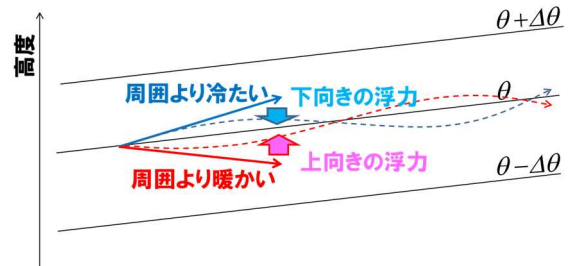 θ+Δθ
高度
周囲より冷たい
下向きの浮力
θ
周囲より暖かい
上向きの浮力
θ−Δθ